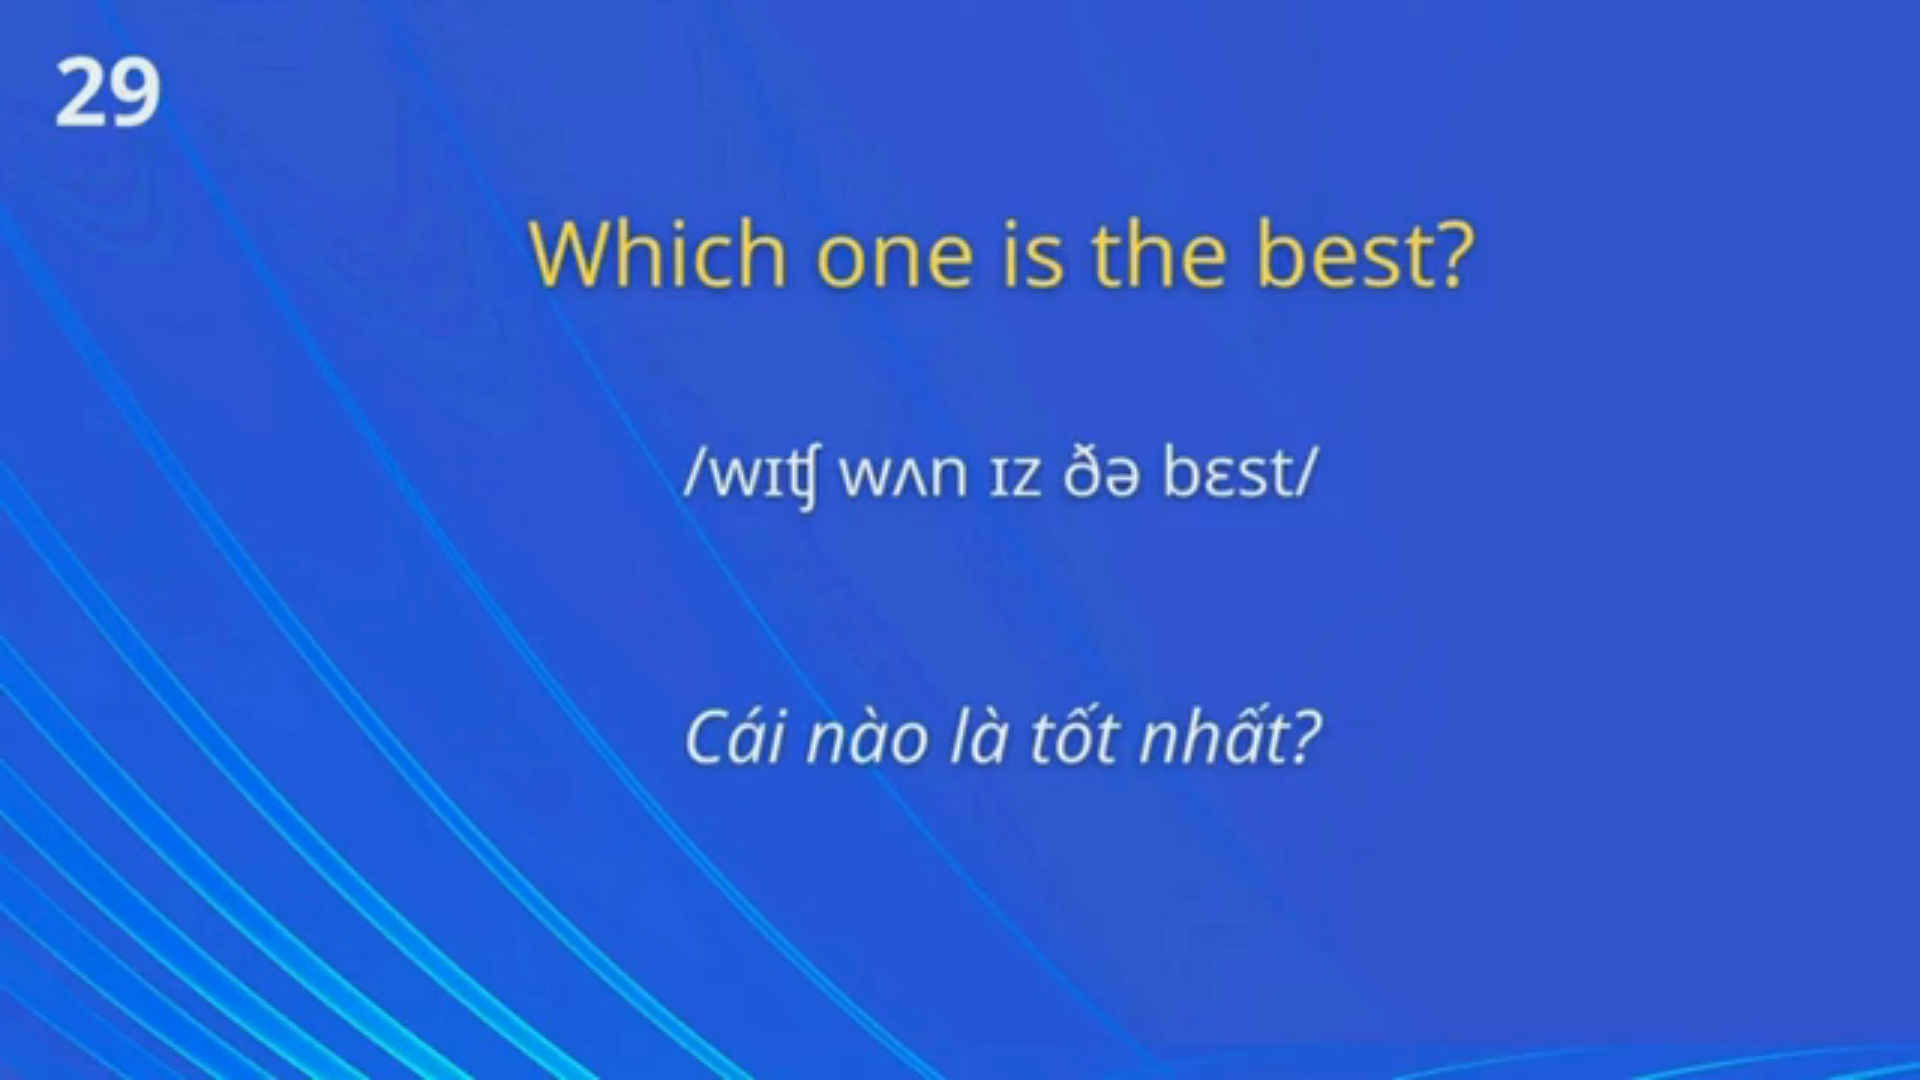 29
Which one is the best?
/wɪʧ wʌn ɪz ðə bɛst/
Cái nào là tốt nhất?